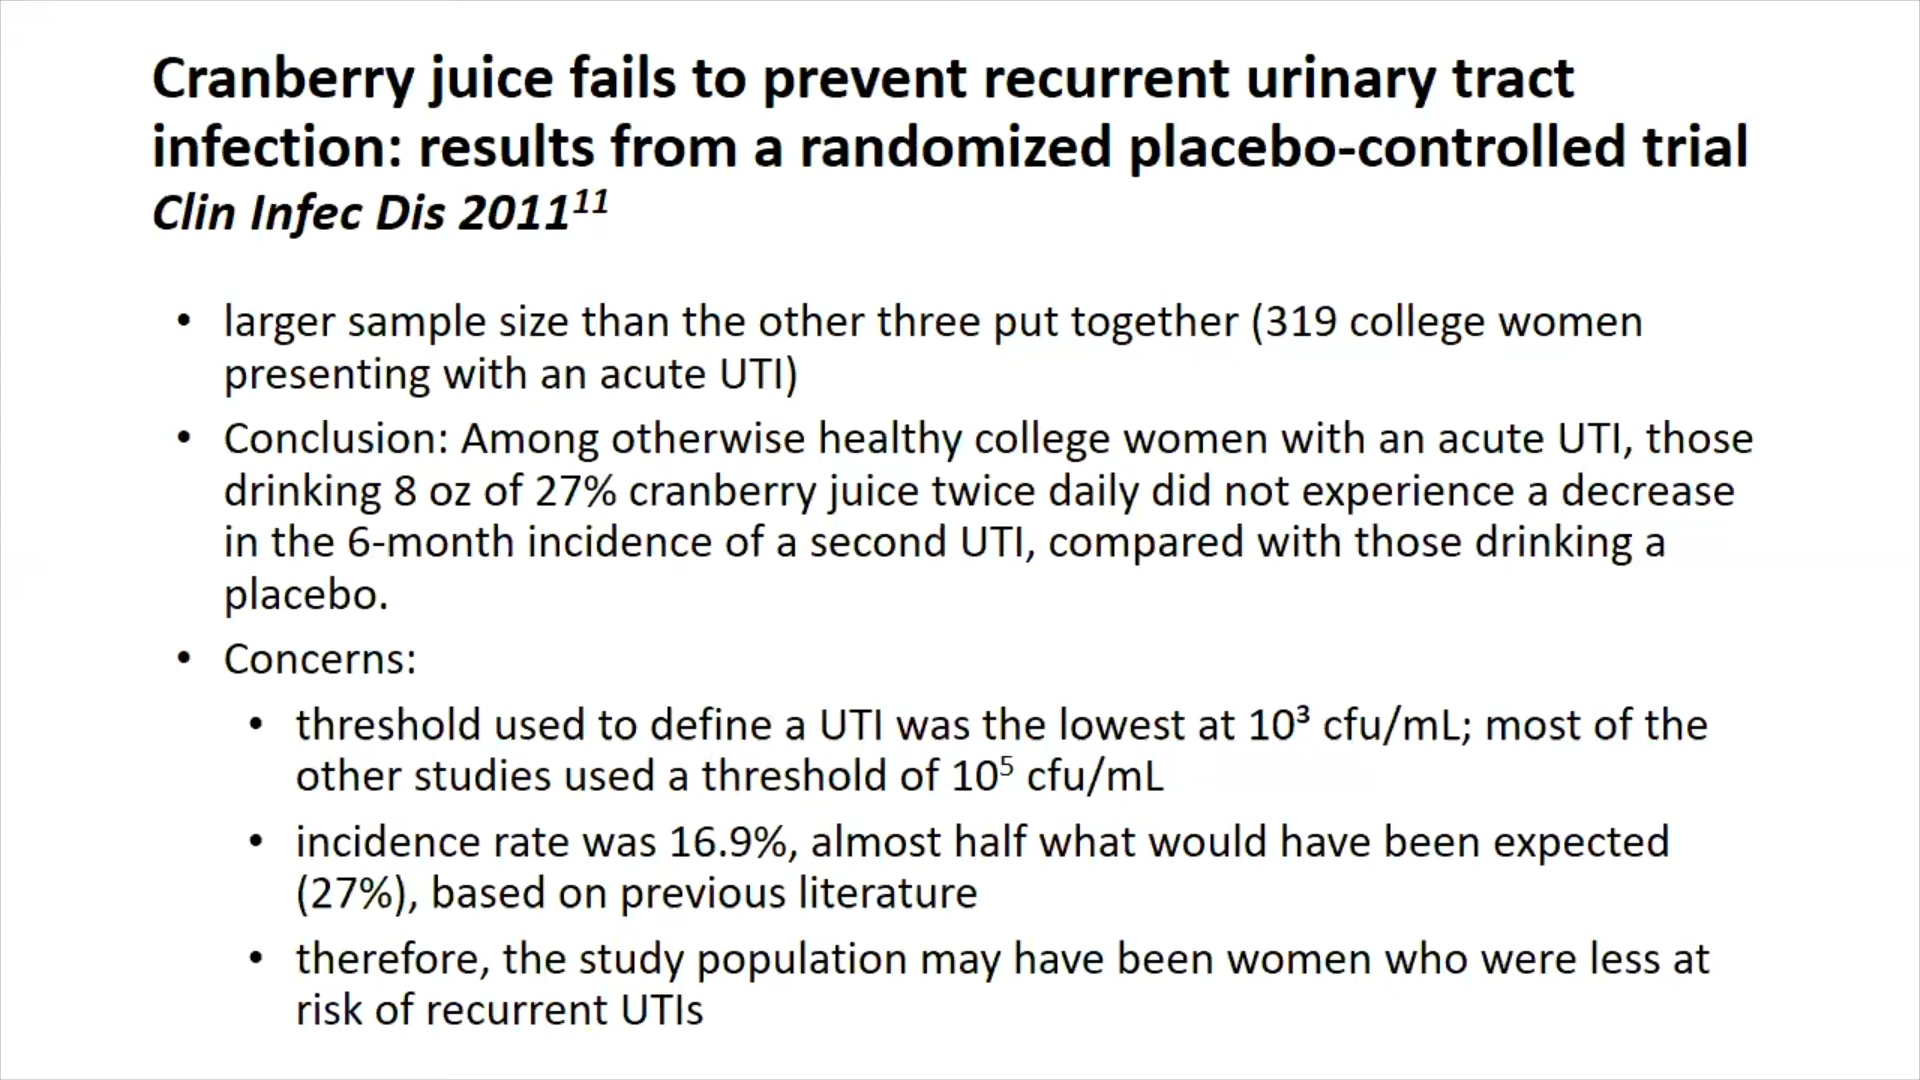 Cranberry juice fails to prevent recurrent urinary tract
infection: results from a randomized placebo-controlled trial
Clin Infec Dis 2011¹¹
• larger sample size than the other three put together (319 college women
presenting with an acute UTI)
• Conclusion: Among otherwise healthy college women with an acute UTI, those
drinking 8 oz of 27% cranberry juice twice daily did not experience a decrease
in the 6-month incidence of a second UTI, compared with those drinking a
placebo.
• Concerns:
• threshold used to define a UTI was the lowest at 10³ cfu/mL; most of the
other studies used a threshold of 10⁵ cfu/mL
• incidence rate was 16.9%, almost half what would have been expected
(27%), based on previous literature
• therefore, the study population may have been women who were less at
risk of recurrent UTIs